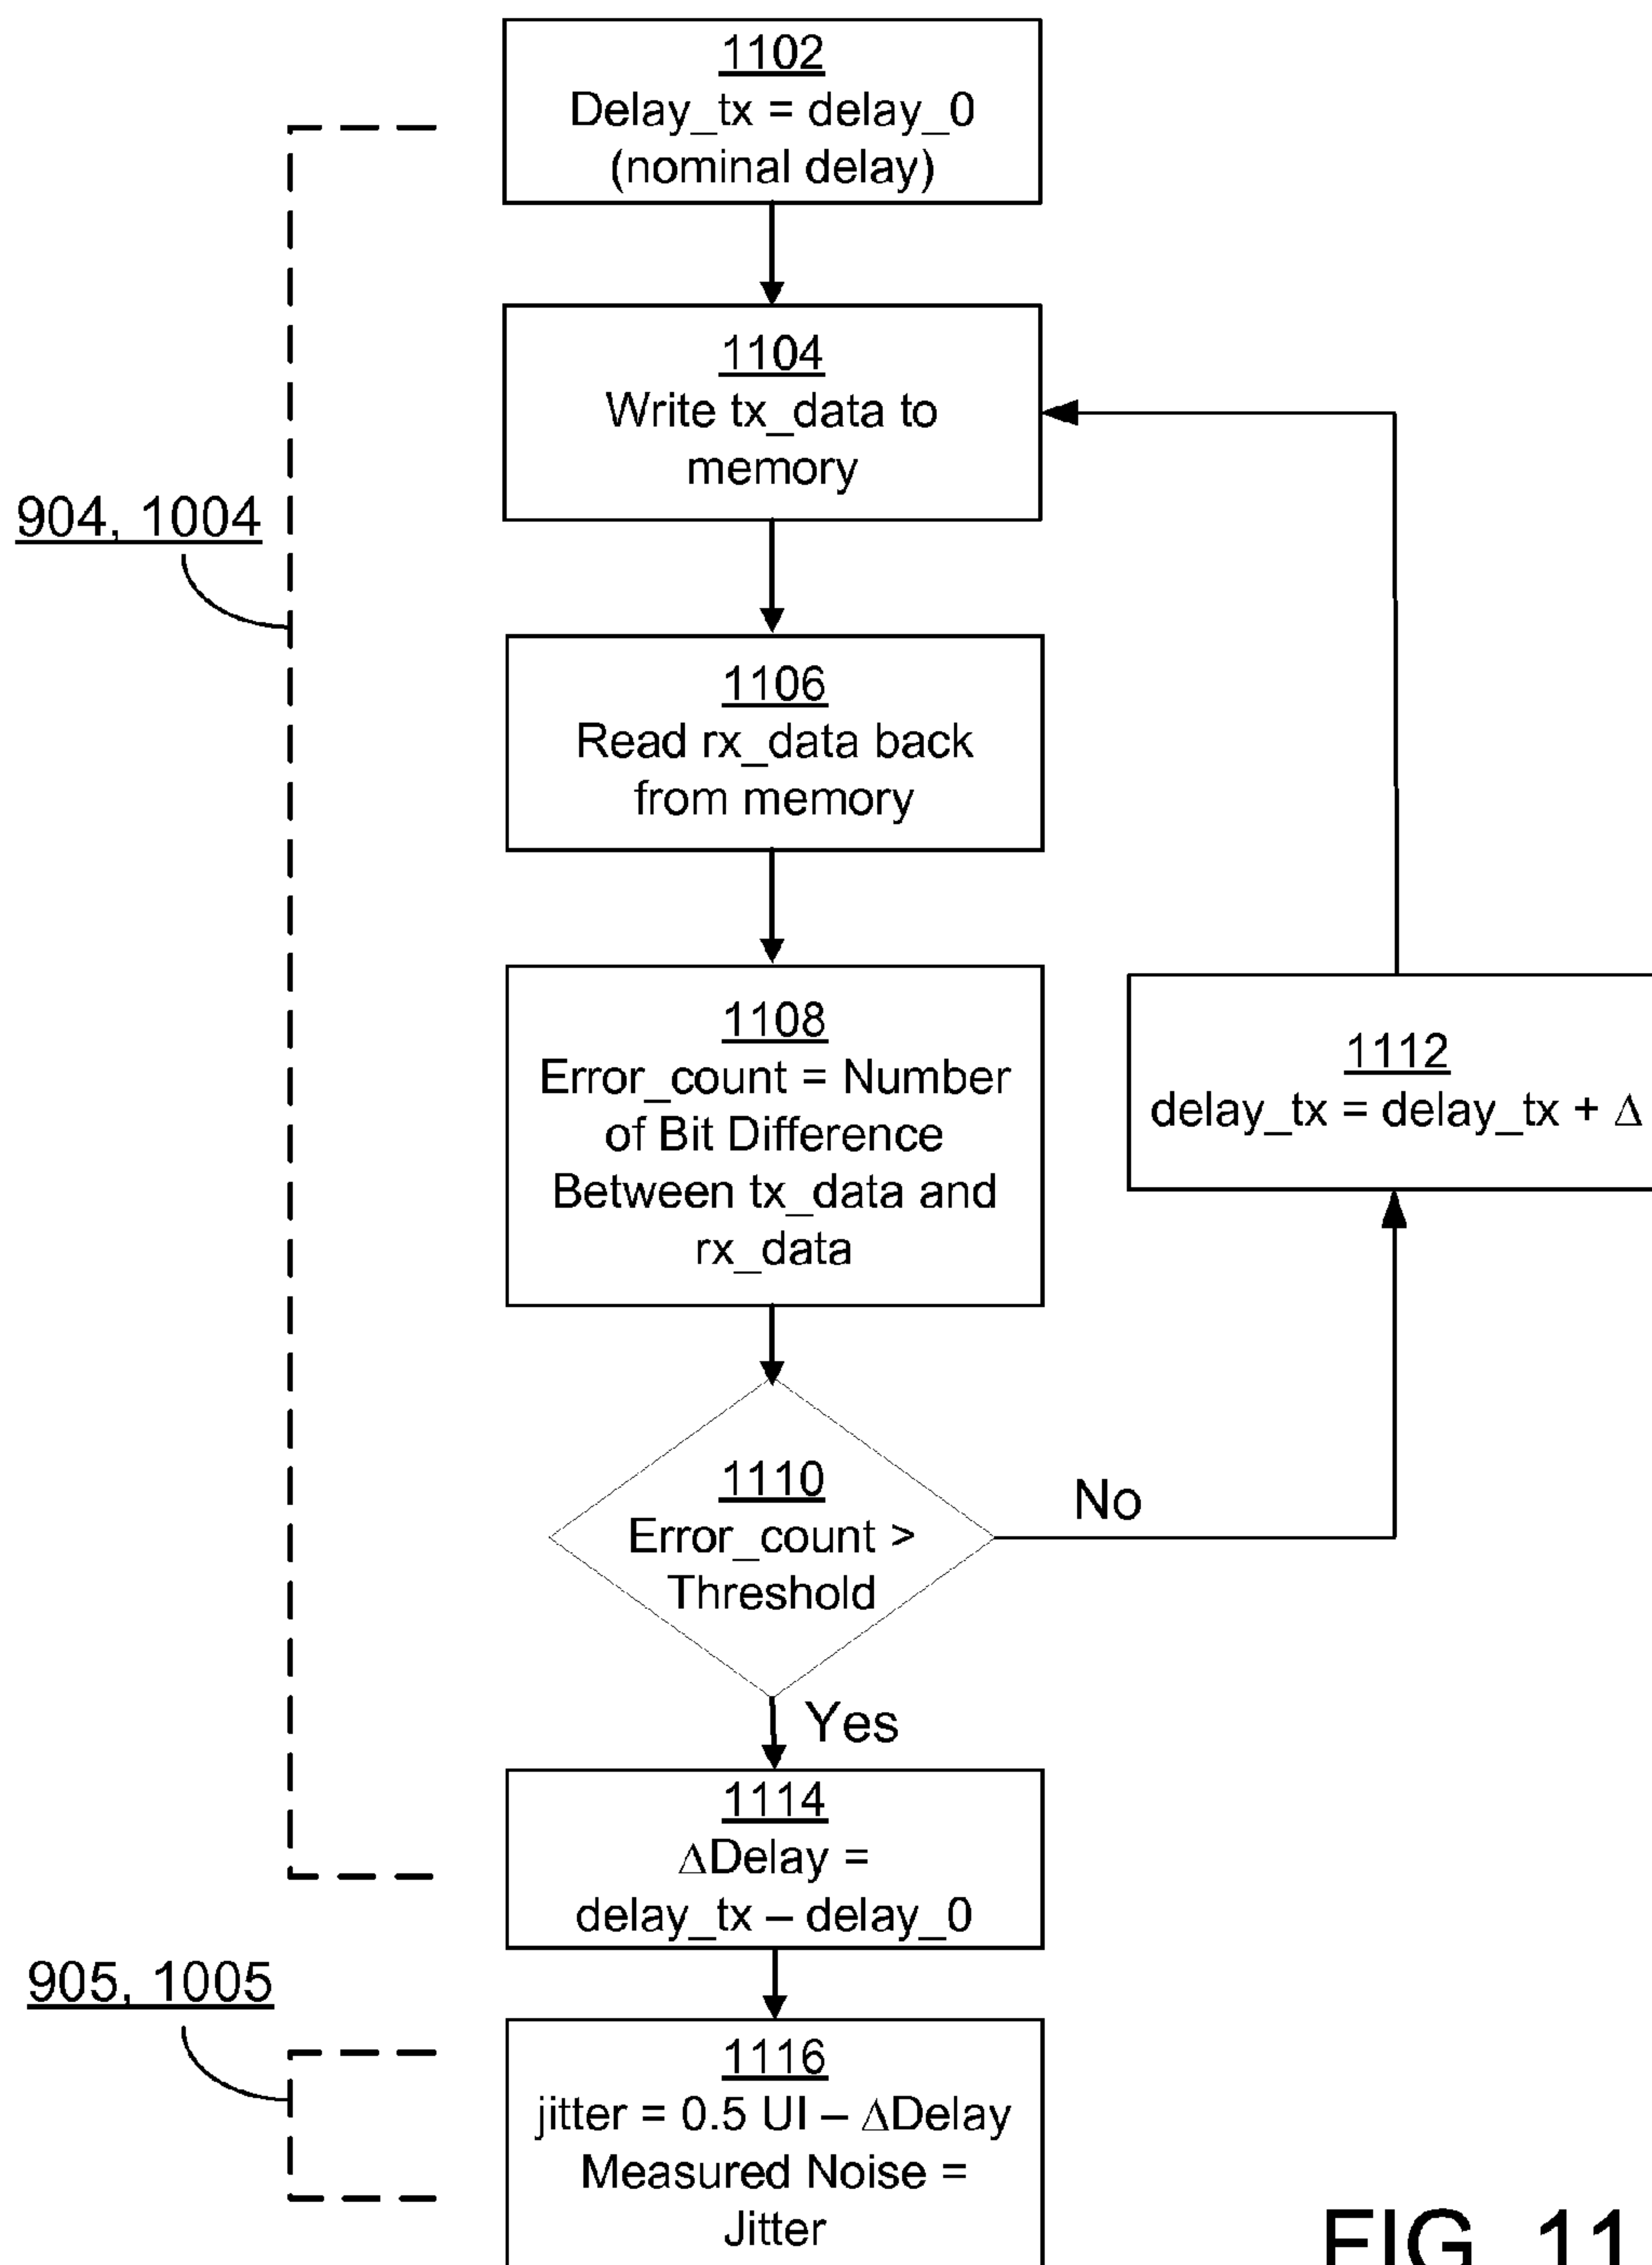 1102
Delay_tx = delay_0
(nominal delay)
1104
Write tx_data to
memory
904, 1004
1106
Read rx_data back
from memory
1108
Error_count = Number
of Bit Difference
Between tx_data and
rx_data
1112
delay_tx = delay_tx + Δ
1110
Error_count >
Threshold
No
Yes
1114
ΔDelay =
delay_tx – delay_0
905, 1005
1116
jitter = 0.5 UI – ΔDelay
Measured Noise =
Jitter
FIG. 11